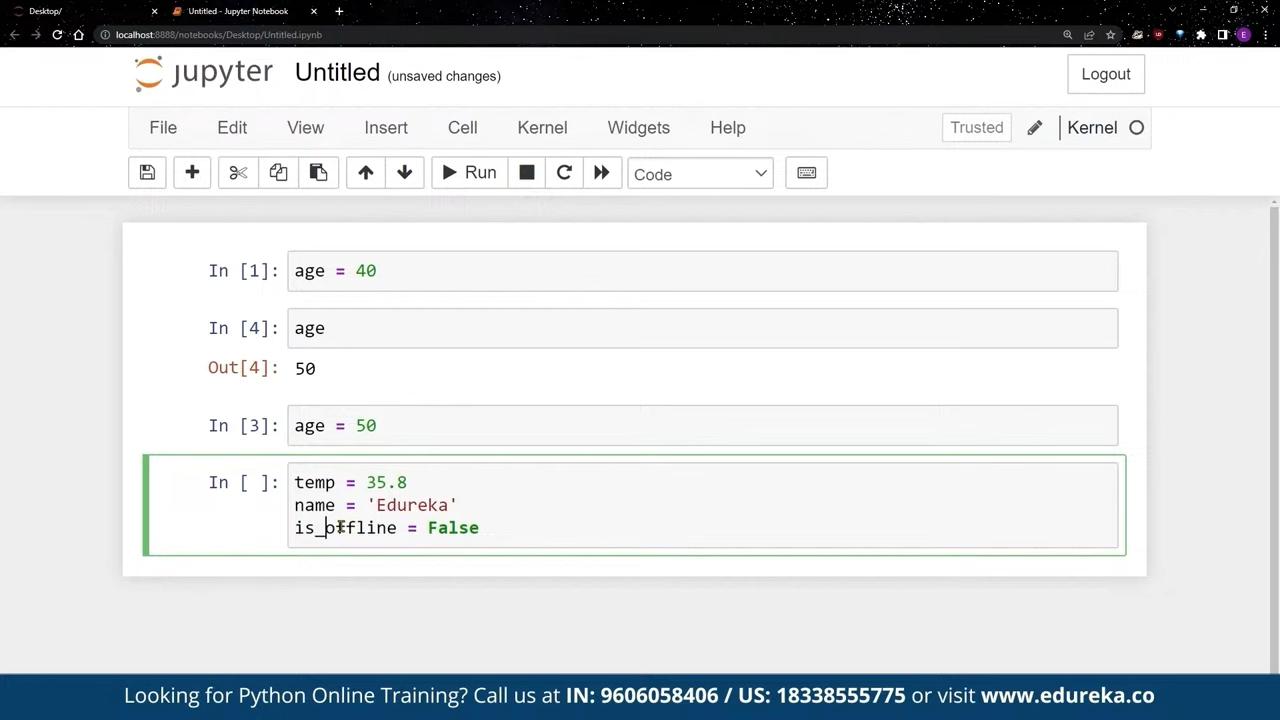 Desktop/
Untitled - Jupyter Notebook
localhost:8888/notebooks/Desktop/Untitled.ipynb
E
jupyter Untitled (unsaved changes)
Logout
File Edit View Insert Cell Kernel Widgets Help
Trusted
Kernel
Run
Code
In [1]: age = 40
In [4]: age
Out[4]: 50
In [3]: age = 50
In [ ]: temp = 35.8
name = 'Edureka'
is_offline = False
Looking for Python Online Training? Call us at IN: 9606058406 / US: 18338555775 or visit www.edureka.co